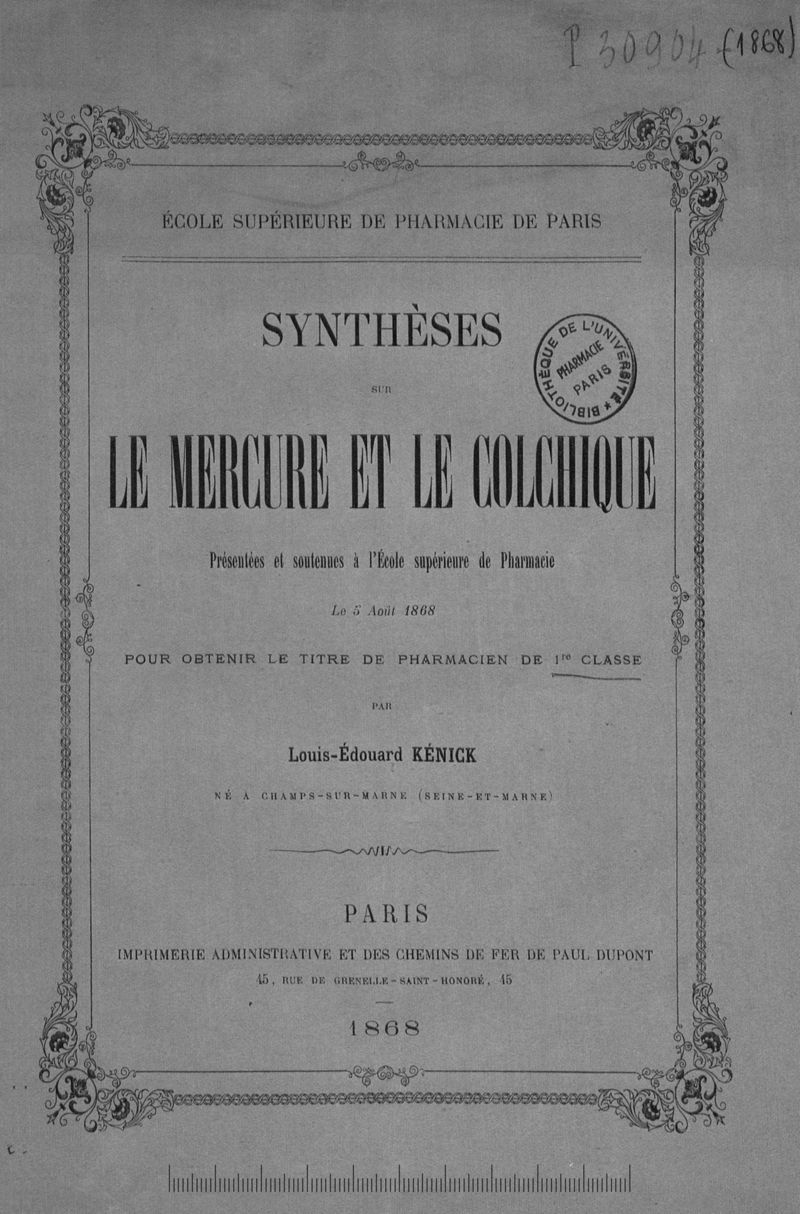 P 30904 (1868)
ÉCOLE SUPÉRIEURE DE PHARMACIE DE PARIS
SYNTHÈSES
SUR
BIBLIOTHÈQUE DE L'UNIVERSITÉ
PHARMACIE
PARIS
LE MERCURE ET LE COLCHIQUE
Présentées et soutenues à l'École supérieure de Pharmacie
Le 5 Août 1868
POUR OBTENIR LE TITRE DE PHARMACIEN DE 1re CLASSE
PAR
Louis-Édouard KÉNICK
NÉ A CHAMPS-SUR-MARNE (SEINE-ET-MARNE)
PARIS
IMPRIMERIE ADMINISTRATIVE ET DES CHEMINS DE FER DE PAUL DUPONT
45, RUE DE GRENELLE-SAINT-HONORÉ, 45
1868